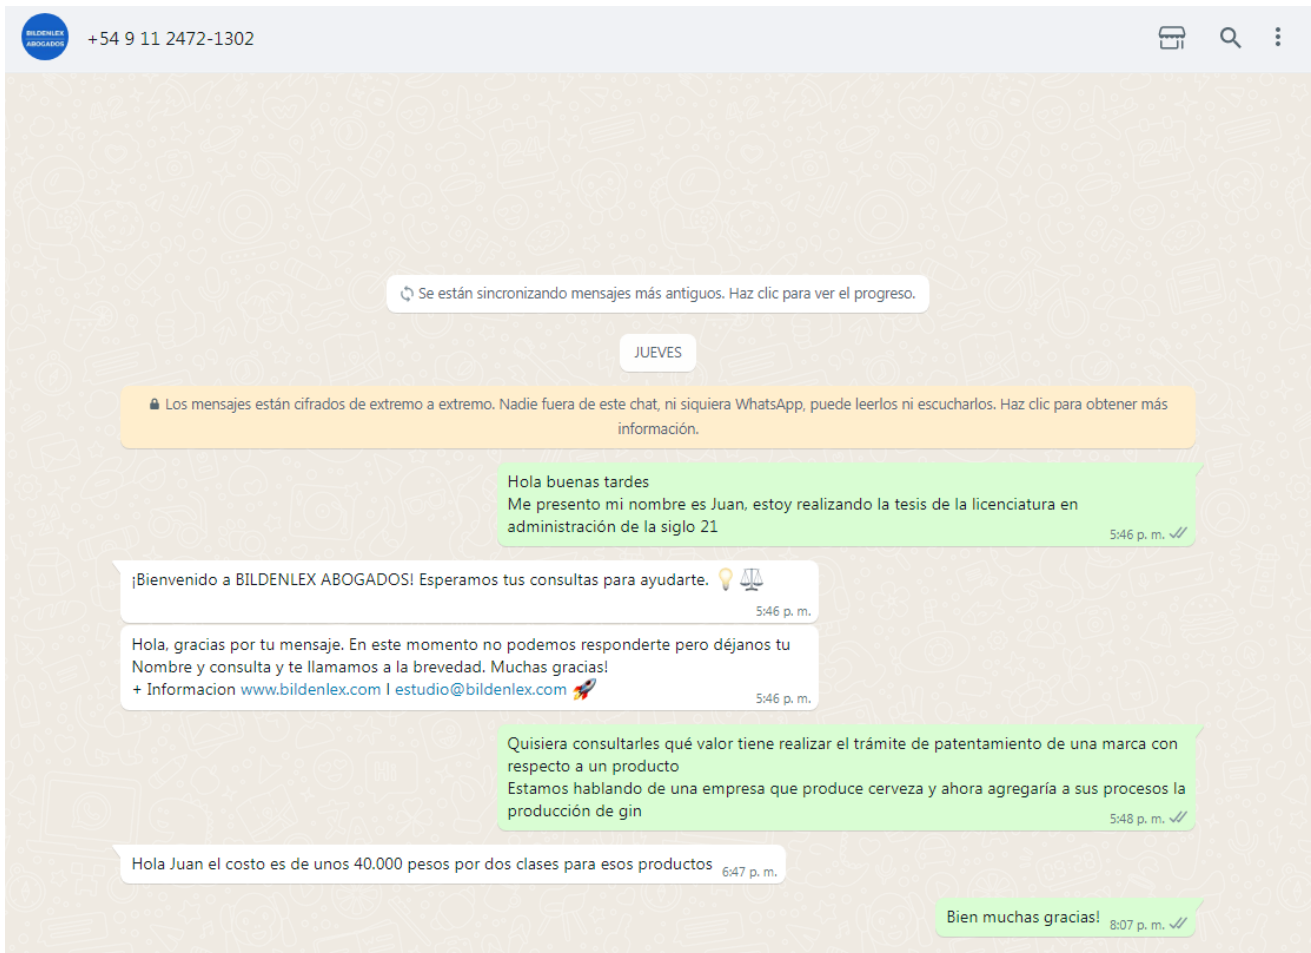 BILDENLEX
ABOGADOS
+54 9 11 2472-1302
Se están sincronizando mensajes más antiguos. Haz clic para ver el progreso.
JUEVES
Los mensajes están cifrados de extremo a extremo. Nadie fuera de este chat, ni siquiera WhatsApp, puede leerlos ni escucharlos. Haz clic para obtener más
información.
Hola buenas tardes
Me presento mi nombre es Juan, estoy realizando la tesis de la licenciatura en
administración de la siglo 21
5:46 p. m.
¡Bienvenido a BILDENLEX ABOGADOS! Esperamos tus consultas para ayudarte. 💡 ⚖️
5:46 p. m.
Hola, gracias por tu mensaje. En este momento no podemos responderte pero déjanos tu
Nombre y consulta y te llamamos a la brevedad. Muchas gracias!
+ Informacion www.bildenlex.com l estudio@bildenlex.com 🚀
5:46 p. m.
Quisiera consultarles qué valor tiene realizar el trámite de patentamiento de una marca con
respecto a un producto
Estamos hablando de una empresa que produce cerveza y ahora agregaría a sus procesos la
producción de gin
5:48 p. m.
Hola Juan el costo es de unos 40.000 pesos por dos clases para esos productos 6:47 p. m.
Bien muchas gracias! 8:07 p. m.